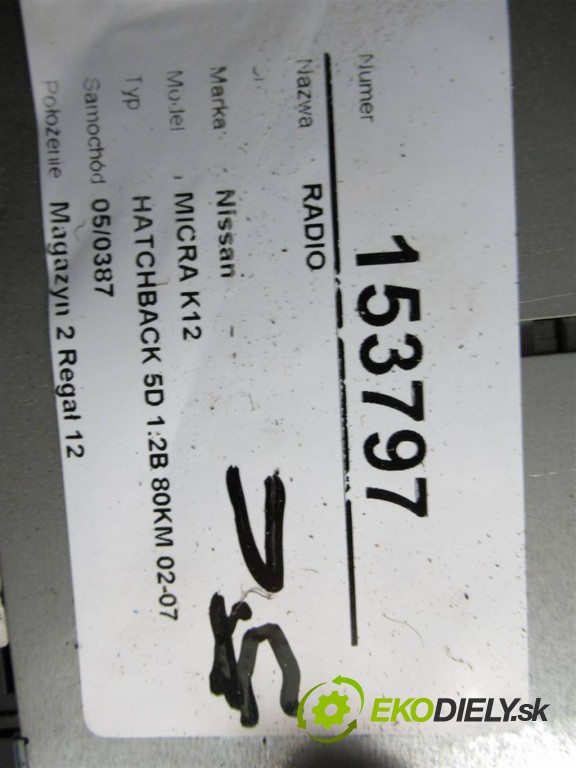 Numer 153797
Nazwa RADIO
Marka Nissan - -
Model MICRA K12
Typ HATCHBACK 5D 1.2B 80KM 02-07
Samochód 05/0387
Położenie Magazyn 2 Regał 12
EKODIELY.sk